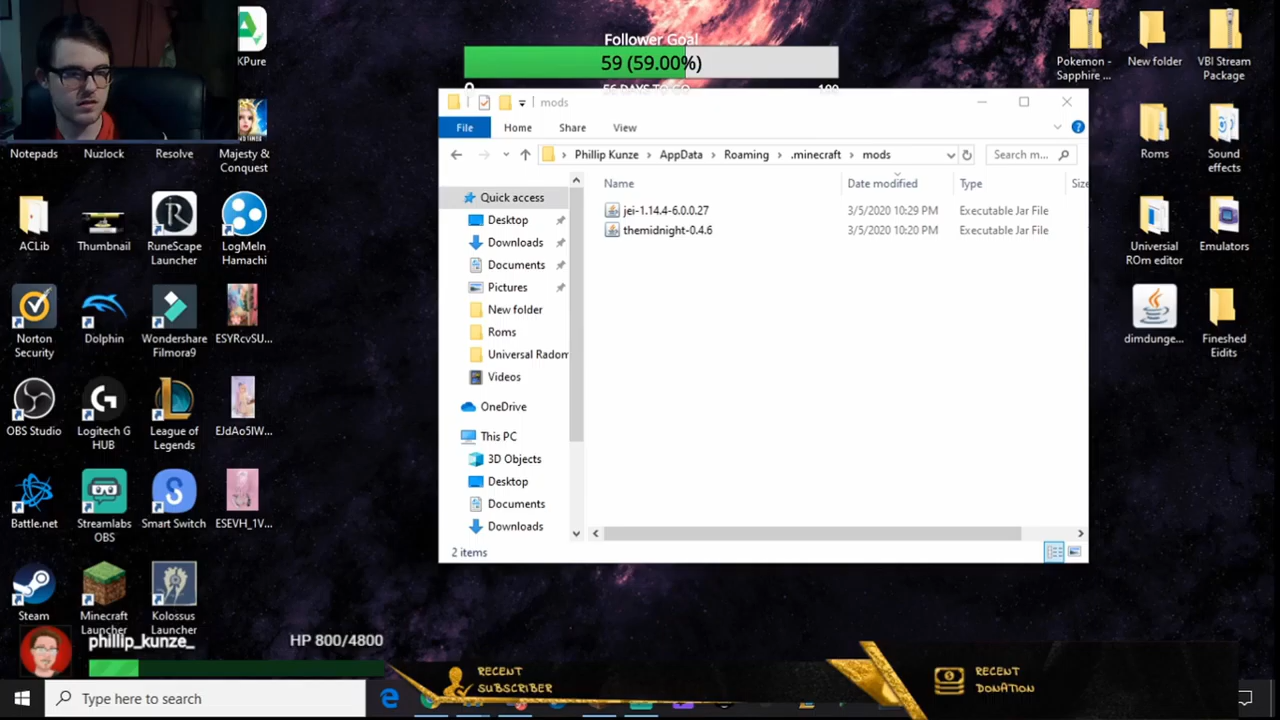 Follower Goal
59 (59.00%)
100
mods
File
Home
Share
View
Phillip Kunze
AppData
Roaming
.minecraft
mods
Search m...
Name
Date modified
Type
Size
jei-1.14.4-6.0.0.27
3/5/2020 10:29 PM
Executable Jar File
themidnight-0.4.6
3/5/2020 10:20 PM
Executable Jar File
Quick access
Desktop
Downloads
Documents
Pictures
New folder
Roms
Universal Radom
Videos
OneDrive
This PC
3D Objects
Desktop
Documents
Downloads
2 items
KPure
Notepads
Nuzlock
Resolve
Majesty & Conquest
ACLib
Thumbnail
RuneScape Launcher
LogMeIn Hamachi
Norton Security
Dolphin
Wondershare Filmora9
ESYRcvSU...
OBS Studio
Logitech G HUB
League of Legends
EJdAo5IW...
Battle.net
Streamlabs OBS
Smart Switch
ESEVH_1V...
Steam
Minecraft Launcher
Kolossus Launcher
Pokemon - Sapphire ...
New folder
VBI Stream Package
Roms
Sound effects
Universal ROm editor
Emulators
dimdunge...
Fineshed Eidits
phillip_kunze_
HP 800/4800
RECENT
SUBSCRIBER
RECENT
DONATION
Type here to search